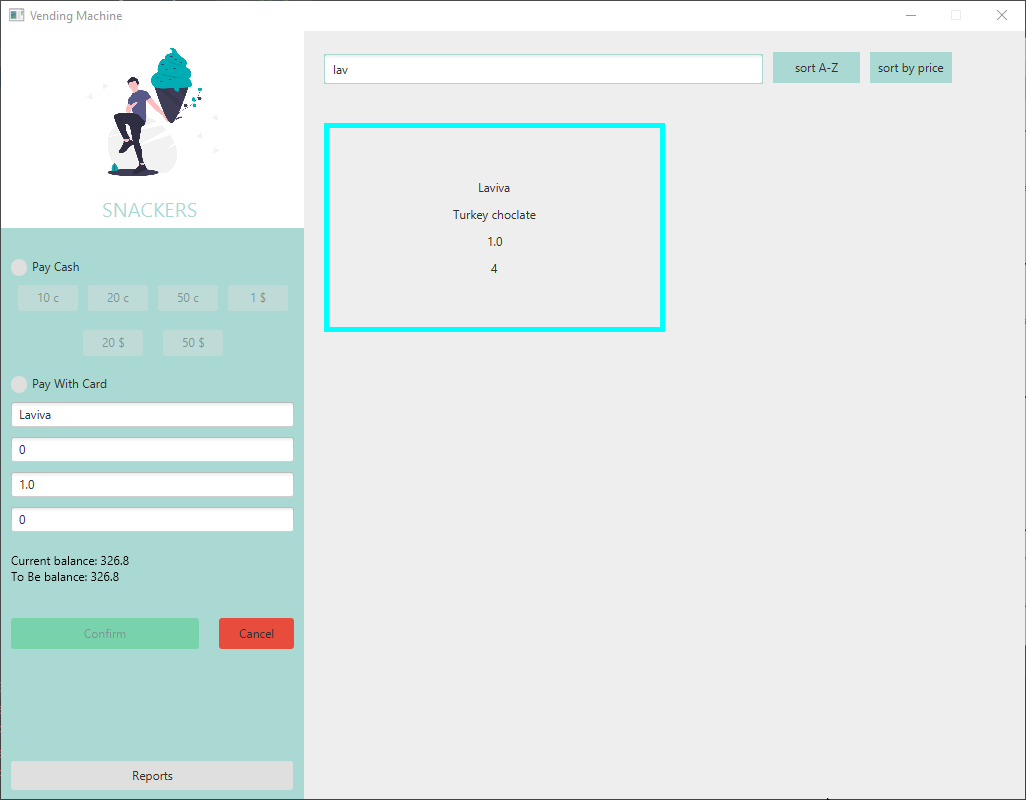 Vending Machine
SNACKERS
Pay Cash
10 c
20 c
50 c
1 $
20 $
50 $
Pay With Card
Laviva
0
1.0
0
Current balance: 326.8
To Be balance: 326.8
Confirm
Cancel
Reports
lav
sort A-Z
sort by price
Laviva
Turkey choclate
1.0
4